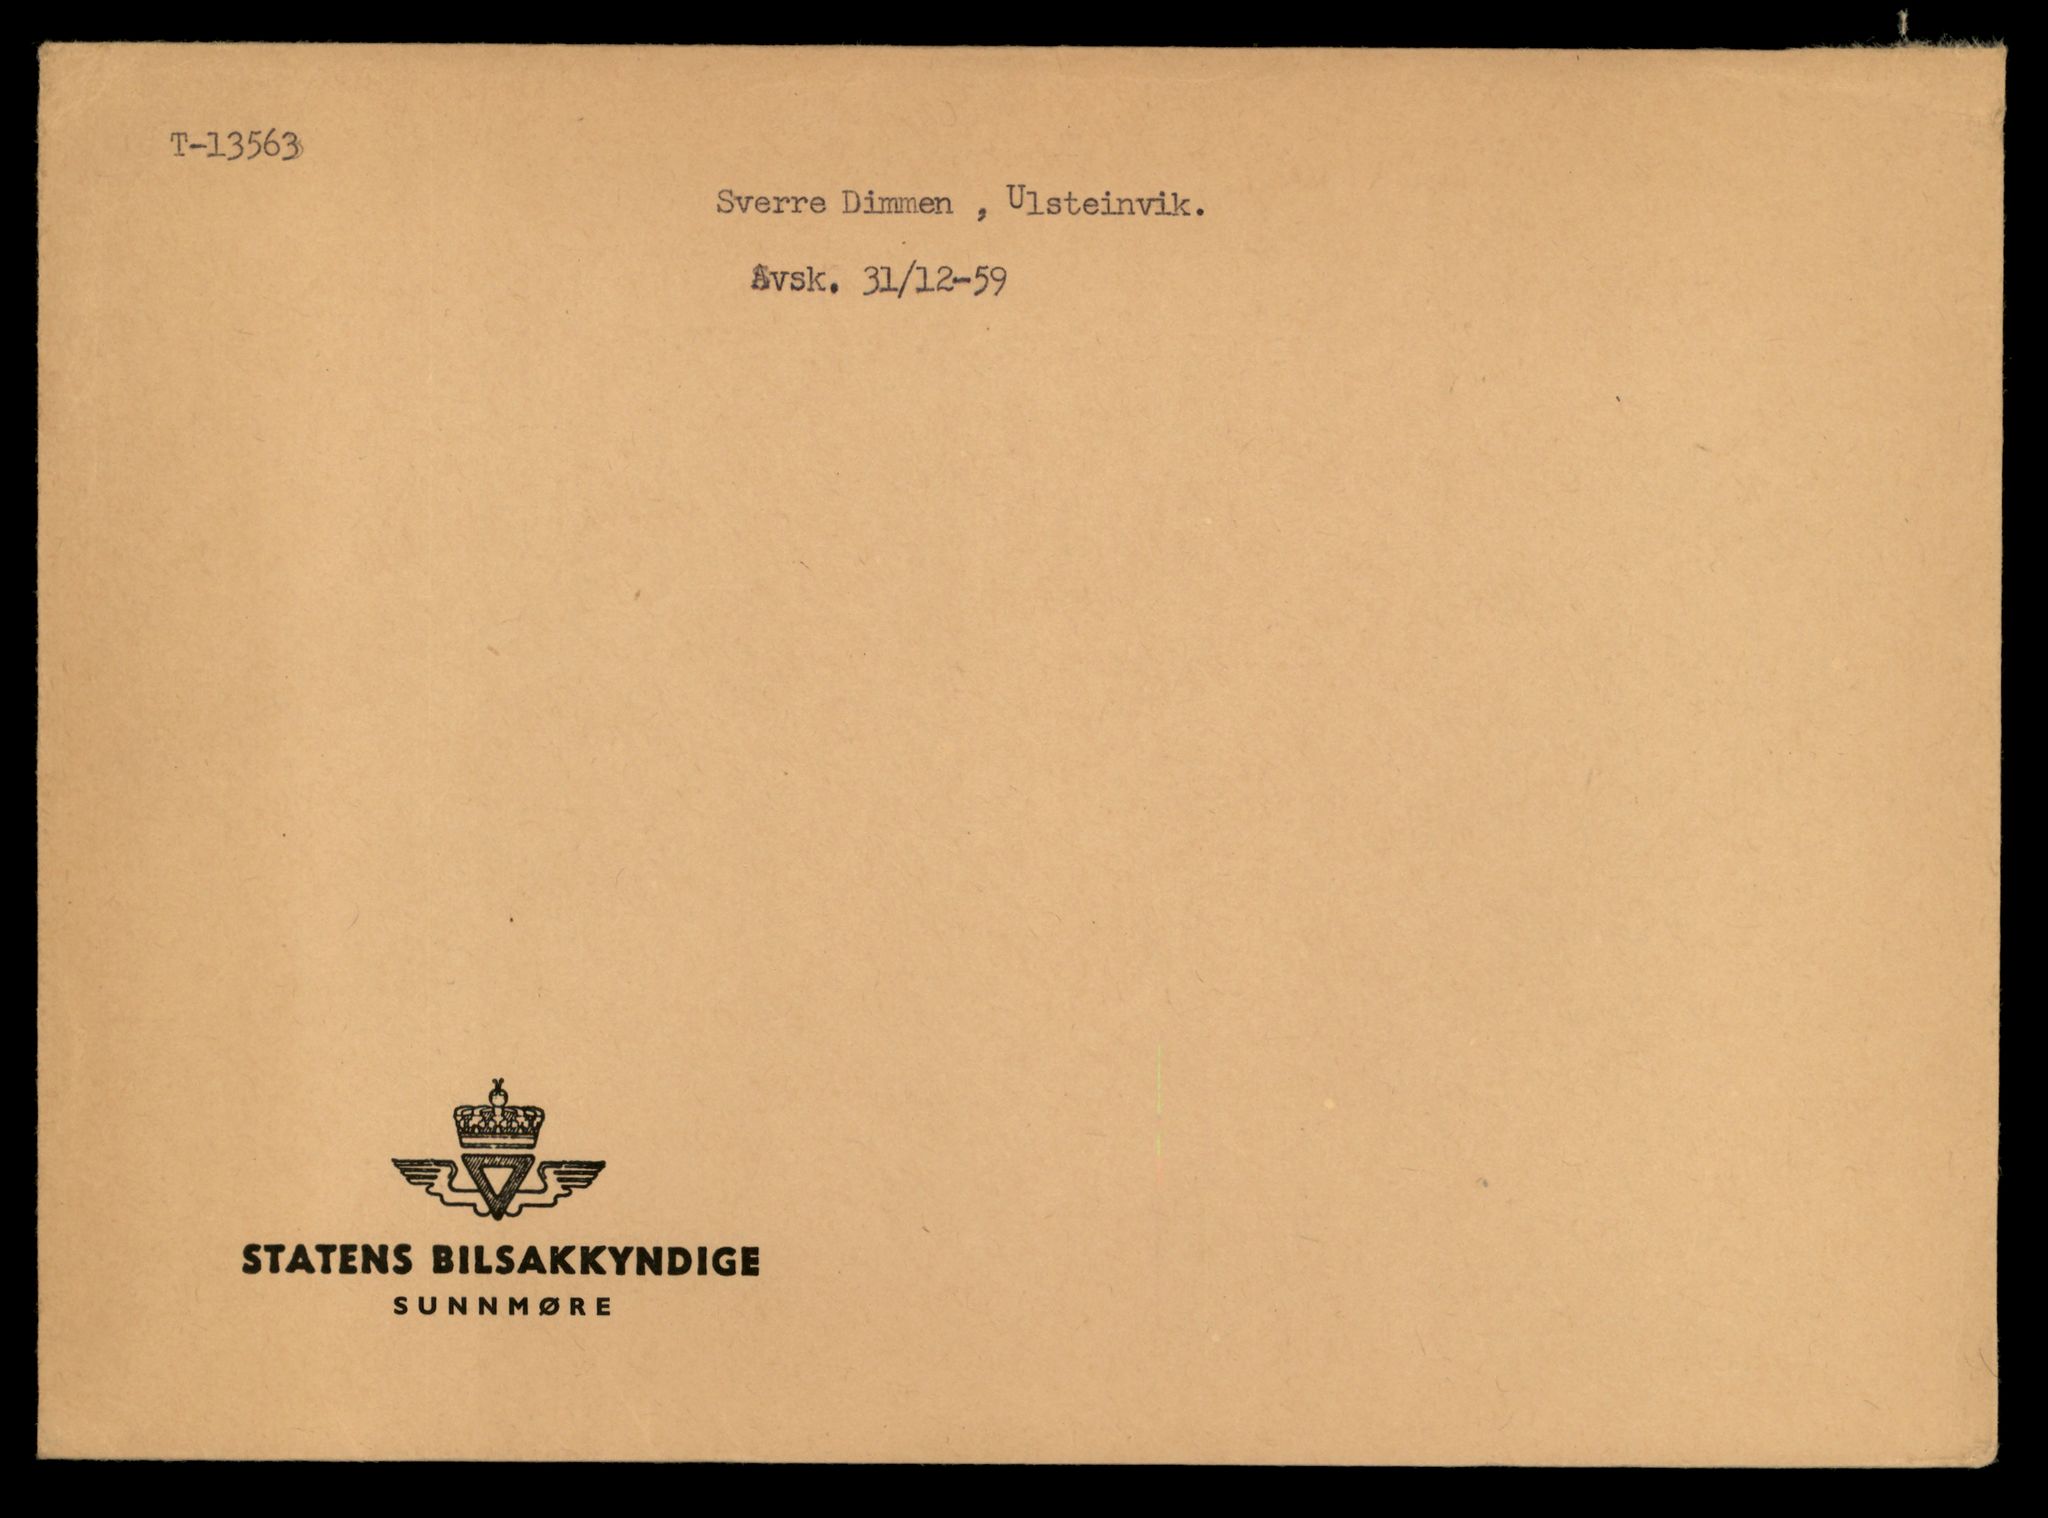 T-13563
Sverre Dimmen , Ulsteinvik.
Avsk. 31/12-59
STATENS BILSAKKYNDIGE
SUNNMØRE